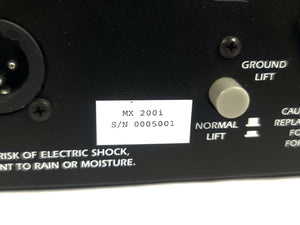 GROUND
LIFT
MX 200i
S/N 0005001
NORMAL
LIFT
CAU
REPLA
FO
FOR
RISK OF ELECTRIC SHOCK,
NT TO RAIN OR MOISTURE.